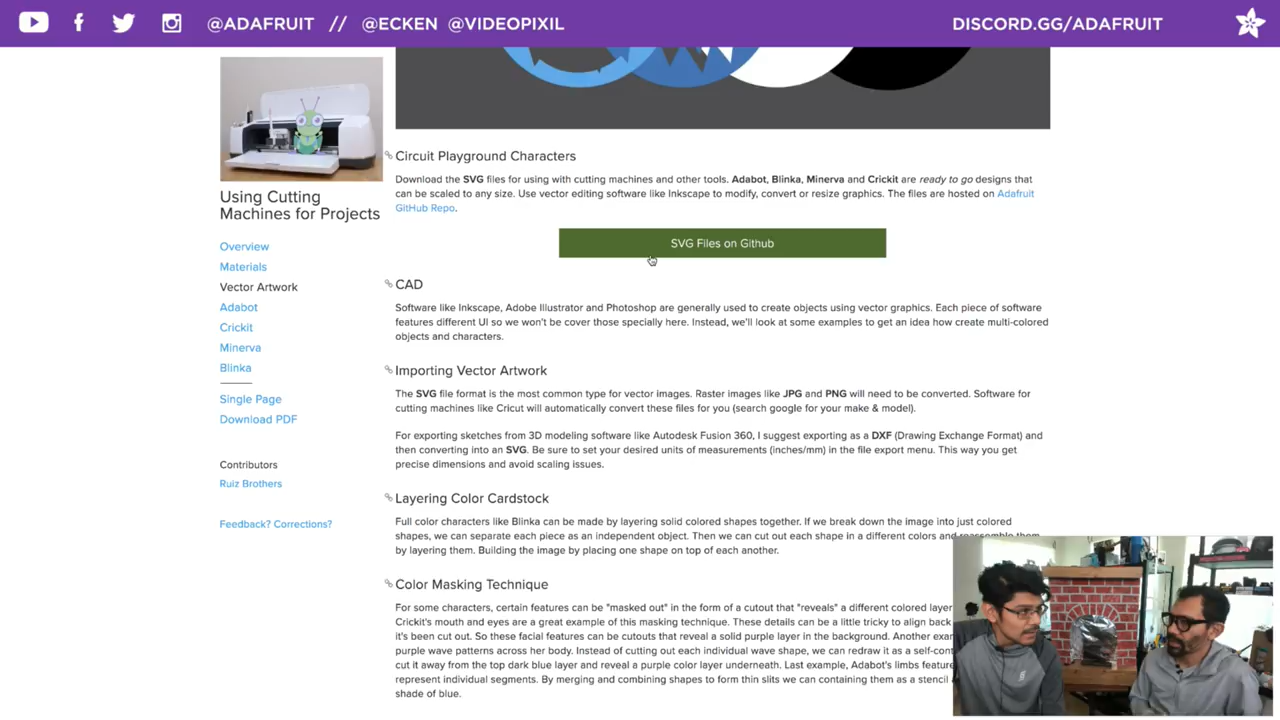 @ADAFRUIT // @ECKEN @VIDEOPIXIL
DISCORD.GG/ADAFRUIT
Using Cutting
Machines for Projects
Overview
Materials
Vector Artwork
Adabot
Crickit
Minerva
Blinka
Single Page
Download PDF
Contributors
Ruiz Brothers
Feedback? Corrections?
Circuit Playground Characters
Download the SVG files for using with cutting machines and other tools. Adabot, Blinka, Minerva and Crickit are ready to go designs that
can be scaled to any size. Use vector editing software like Inkscape to modify, convert or resize graphics. The files are hosted on Adafruit
GitHub Repo.
SVG Files on Github
CAD
Software like Inkscape, Adobe Illustrator and Photoshop are generally used to create objects using vector graphics. Each piece of software
features different UI so we won't be covering those specially here. Instead, we'll look at some examples to get an idea how create multi-colored
objects and characters.
Importing Vector Artwork
The SVG file format is the most common type for vector images. Raster images like JPG and PNG will need to be converted. Software for
cutting machines like Cricut will automatically convert these files for you (search google for your make & model).
For exporting sketches from 3D modeling software like Autodesk Fusion 360, I suggest exporting as a DXF (Drawing Exchange Format) and
then converting into an SVG. Be sure to set your desired units of measurements (inches/mm) in the file export menu. This way you get
precise dimensions and avoid scaling issues.
Layering Color Cardstock
Full color characters like Blinka can be made by layering solid colored shapes together. If we break down the image into just colored
shapes, we can separate each piece as an independent object. Then we can cut out each shape in a different colors and reassemble them
by layering them. Building the image by placing one shape on top of each another.
Color Masking Technique
For some characters, certain features can be "masked out" in the form of a cutout that "reveals" a different colored layer
Crickit's mouth and eyes are a great example of this masking technique. These details can be a little tricky to align back
it's been cut out. So these facial features can be cutouts that reveal a solid purple layer in the background. Another
purple wave patterns across her body. Instead of cutting out each individual wave shape, we can redraw it as a
cut it away from the top dark blue layer and reveal a purple color layer underneath. Last example, Adabot's limbs
represent individual segments. By merging and combining shapes to form thin slits we can containing them as a stencil
shade of blue.